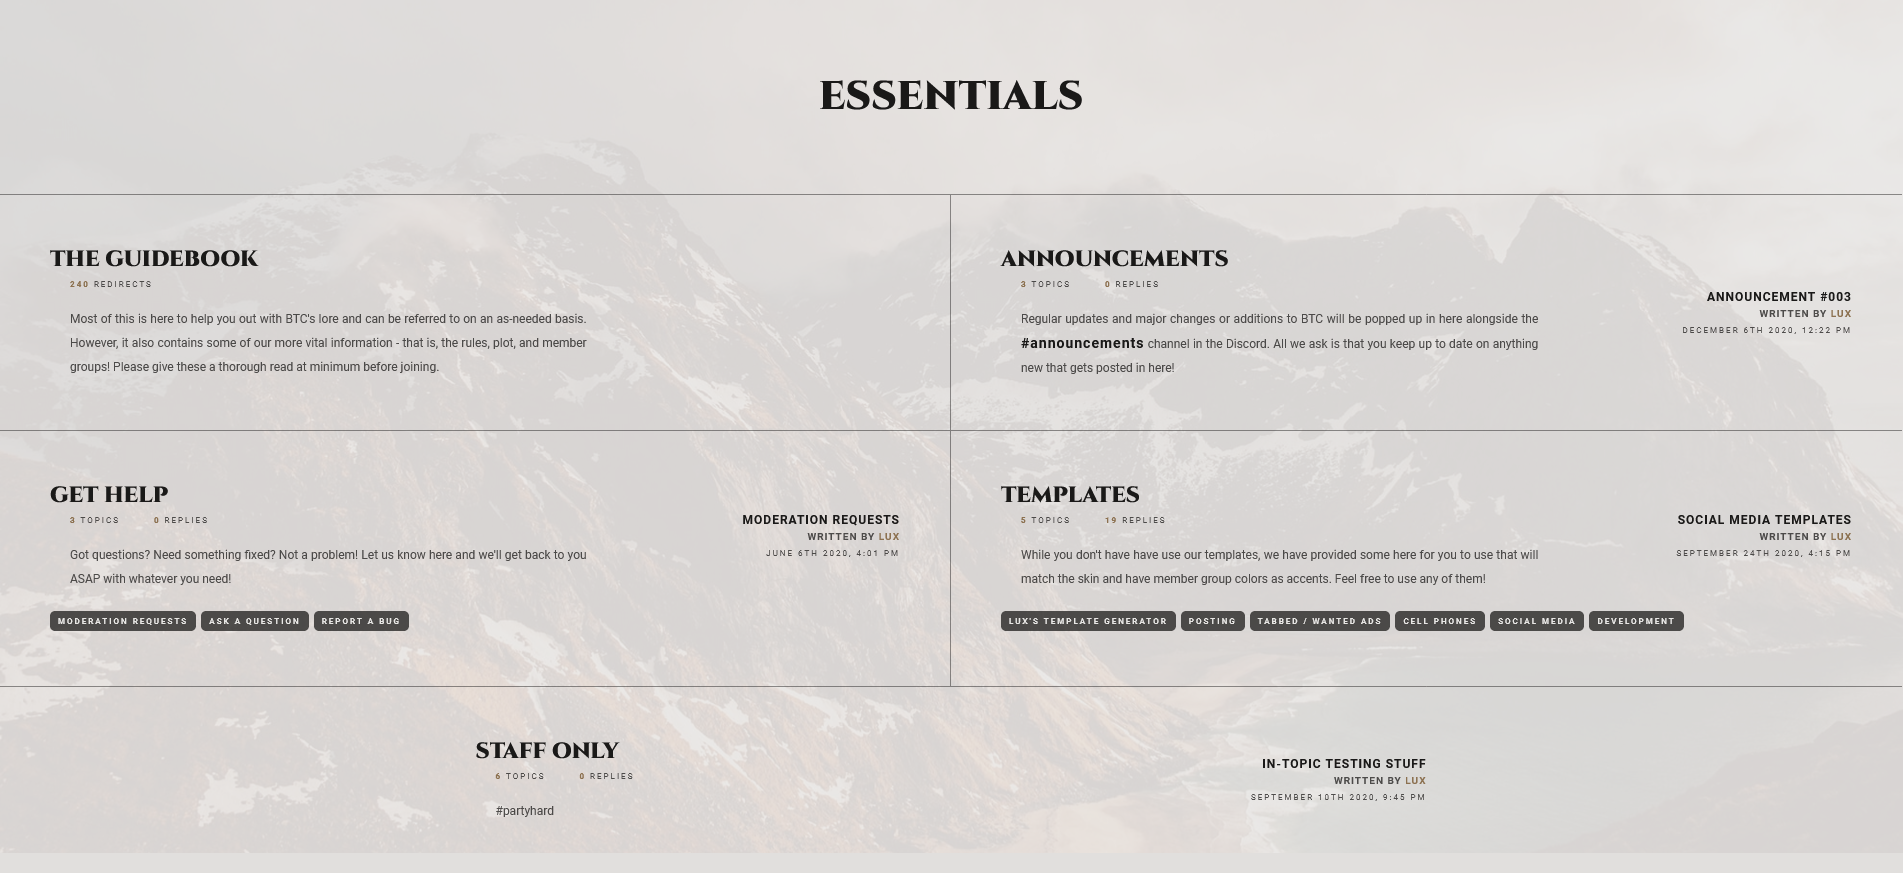 ESSENTIALS
THE GUIDEBOOK
240 REDIRECTS
Most of this is here to help you out with BTC's lore and can be referred to on an as-needed basis.
However, it also contains some of our more vital information - that is, the rules, plot, and member
groups! Please give these a thorough read at minimum before joining.
ANNOUNCEMENTS
3 TOPICS 0 REPLIES
Regular updates and major changes or additions to BTC will be popped up in here alongside the
#announcements channel in the Discord. All we ask is that you keep up to date on anything
new that gets posted in here!
ANNOUNCEMENT #003
WRITTEN BY LUX
DECEMBER 6TH 2020, 12:22 PM
GET HELP
3 TOPICS 0 REPLIES
Got questions? Need something fixed? Not a problem! Let us know here and we'll get back to you
ASAP with whatever you need!
MODERATION REQUESTS
WRITTEN BY LUX
JUNE 6TH 2020, 4:01 PM
MODERATION REQUESTS ASK A QUESTION REPORT A BUG
TEMPLATES
5 TOPICS 19 REPLIES
While you don't have have use our templates, we have provided some here for you to use that will
match the skin and have member group colors as accents. Feel free to use any of them!
SOCIAL MEDIA TEMPLATES
WRITTEN BY LUX
SEPTEMBER 24TH 2020, 4:15 PM
LUX'S TEMPLATE GENERATOR POSTING TABBED / WANTED ADS CELL PHONES SOCIAL MEDIA DEVELOPMENT
STAFF ONLY
6 TOPICS 0 REPLIES
#partyhard
IN-TOPIC TESTING STUFF
WRITTEN BY LUX
SEPTEMBER 10TH 2020, 9:45 PM